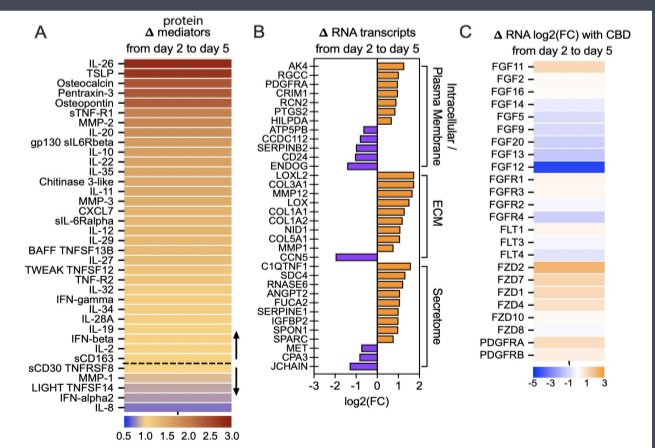 A
protein
Δ mediators
from day 2 to day 5
IL-26
TSLP
Osteocalcin
Pentraxin-3
Osteopontin
sTNF-R1
MMP-2
IL-20
gp130 sIL6Rbeta
IL-10
IL-22
IL-35
Chitinase 3-like
IL-11
MMP-3
CXCL7
sIL-6Ralpha
IL-12
IL-29
BAFF TNFSF13B
IL-27
TWEAK TNFSF12
TNF-R2
IL-32
IFN-gamma
IL-34
IL-28A
IL-19
IFN-beta
IL-2
sCD163
sCD30 TNFRSF8
MMP-1
LIGHT TNFSF14
IFN-alpha2
IL-8
0.5 1.0 1.5 2.0 2.5 3.0
B
Δ RNA transcripts
from day 2 to day 5
AK4
RGCC
PDGFRA
CRIM1
RCN2
PTGS2
HILPDA
ATP5PB
CCDC112
SERPINB2
CD24
ENDOG
LOXL2
COL3A1
MMP12
LOX
COL1A1
COL1A2
NID1
COL5A1
MMP1
CCN5
C1QTNF1
SDC4
RNASE6
ANGPT2
FUCA2
SERPINE1
IGFBP2
SPON1
SPARC
MET
CPA3
JCHAIN
Intracellular /
Plasma Membrane
ECM
Secretome
-3 -2 -1 0 1 2
log2(FC)
C
Δ RNA log2(FC) with CBD
from day 2 to day 5
FGF11
FGF2
FGF16
FGF14
FGF5
FGF9
FGF20
FGF13
FGF12
FGFR1
FGFR3
FGFR2
FGFR4
FLT1
FLT3
FLT4
FZD2
FZD7
FZD1
FZD4
FZD10
FZD8
PDGFRA
PDGFRB
-5 -3 -1 1 3